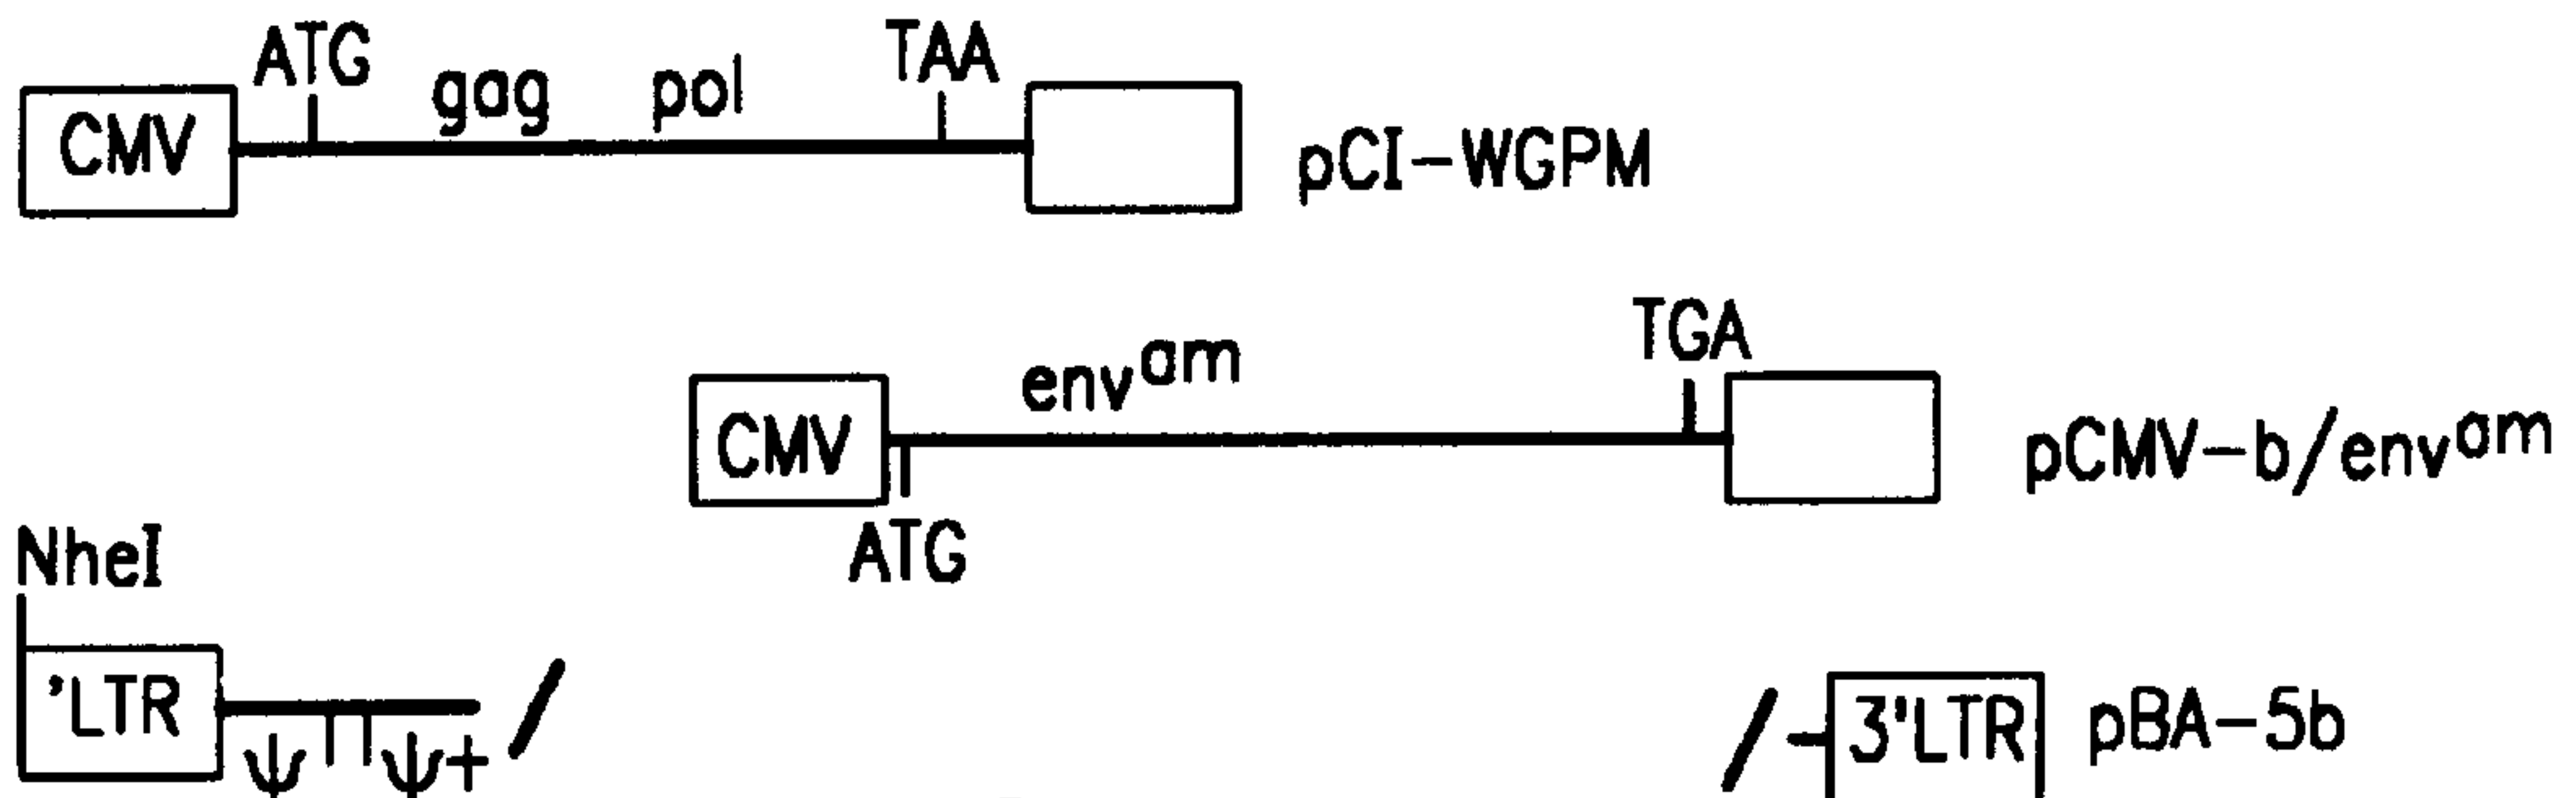 ATG gag pol TAA
CMV pCI-WGPM
env^am TGA
CMV pCMV-b/env^am
ATG
NheI
'LTR 3'LTR pBA-5b
Ψ Ψ+